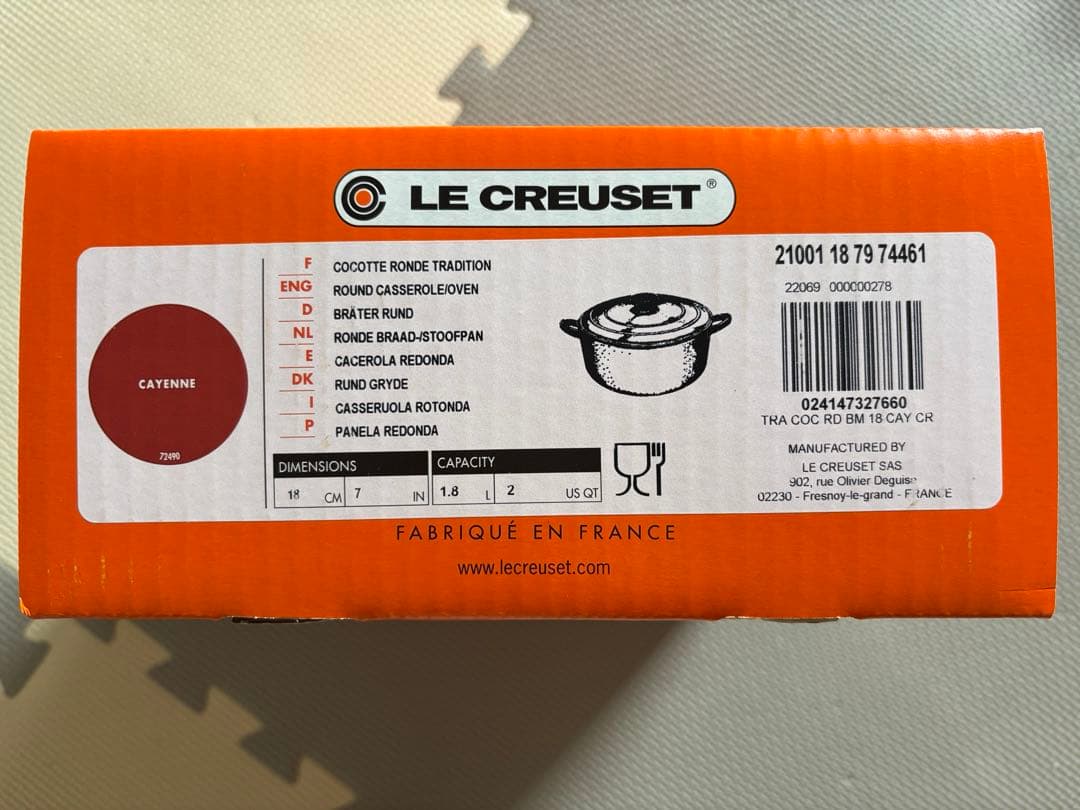 LE CREUSET®
CAYENNE
72490
F COCOTTE RONDE TRADITION
ENG ROUND CASSEROLE/OVEN
D BRÄTER RUND
NL RONDE BRAAD-/STOOFPAN
E CACEROLA REDONDA
DK RUND GRYDE
I CASSERUOLA ROTONDA
P PANELA REDONDA
DIMENSIONS
18 CM 7 IN
CAPACITY
1.8 L 2 US QT
21001 18 79 74461
22069 000000278
024147327660
TRA COC RD BM 18 CAY CR
MANUFACTURED BY
LE CREUSET SAS
902, rue Olivier Deguise
02230 - Fresnoy-le-grand - FRANCE
FABRIQUÉ EN FRANCE
www.lecreuset.com